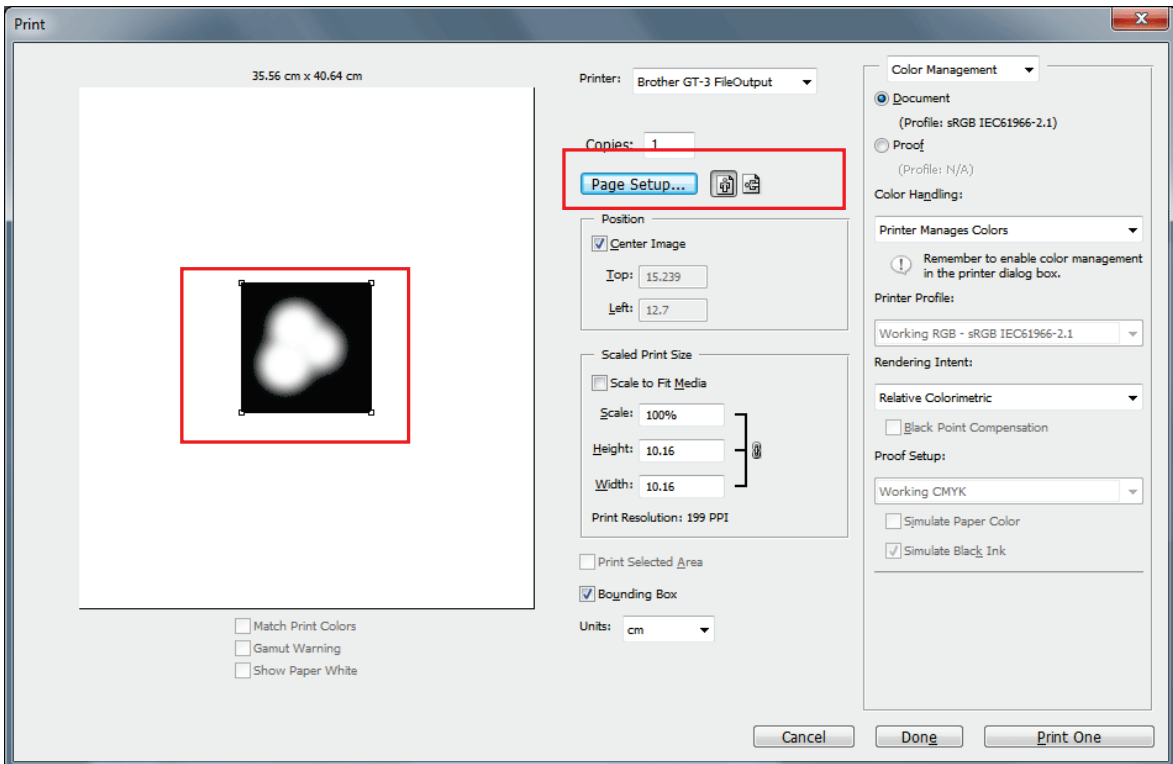 Print
35.56 cm x 40.64 cm
Match Print Colors
Gamut Warning
Show Paper White
Printer: Brother GT-3 FileOutput
Copies: 1
Page Setup...
Position
Center Image
Top: 15.239
Left: 12.7
Scaled Print Size
Scale to Fit Media
Scale: 100%
Height: 10.16
Width: 10.16
Print Resolution: 199 PPI
Print Selected Area
Bounding Box
Units: cm
Color Management
Document
(Profile: sRGB IEC61966-2.1)
Proof
(Profile: N/A)
Color Handling:
Printer Manages Colors
Remember to enable color management
in the printer dialog box.
Printer Profile:
Working RGB - sRGB IEC61966-2.1
Rendering Intent:
Relative Colorimetric
Black Point Compensation
Proof Setup:
Working CMYK
Simulate Paper Color
Simulate Black Ink
Cancel
Done
Print One